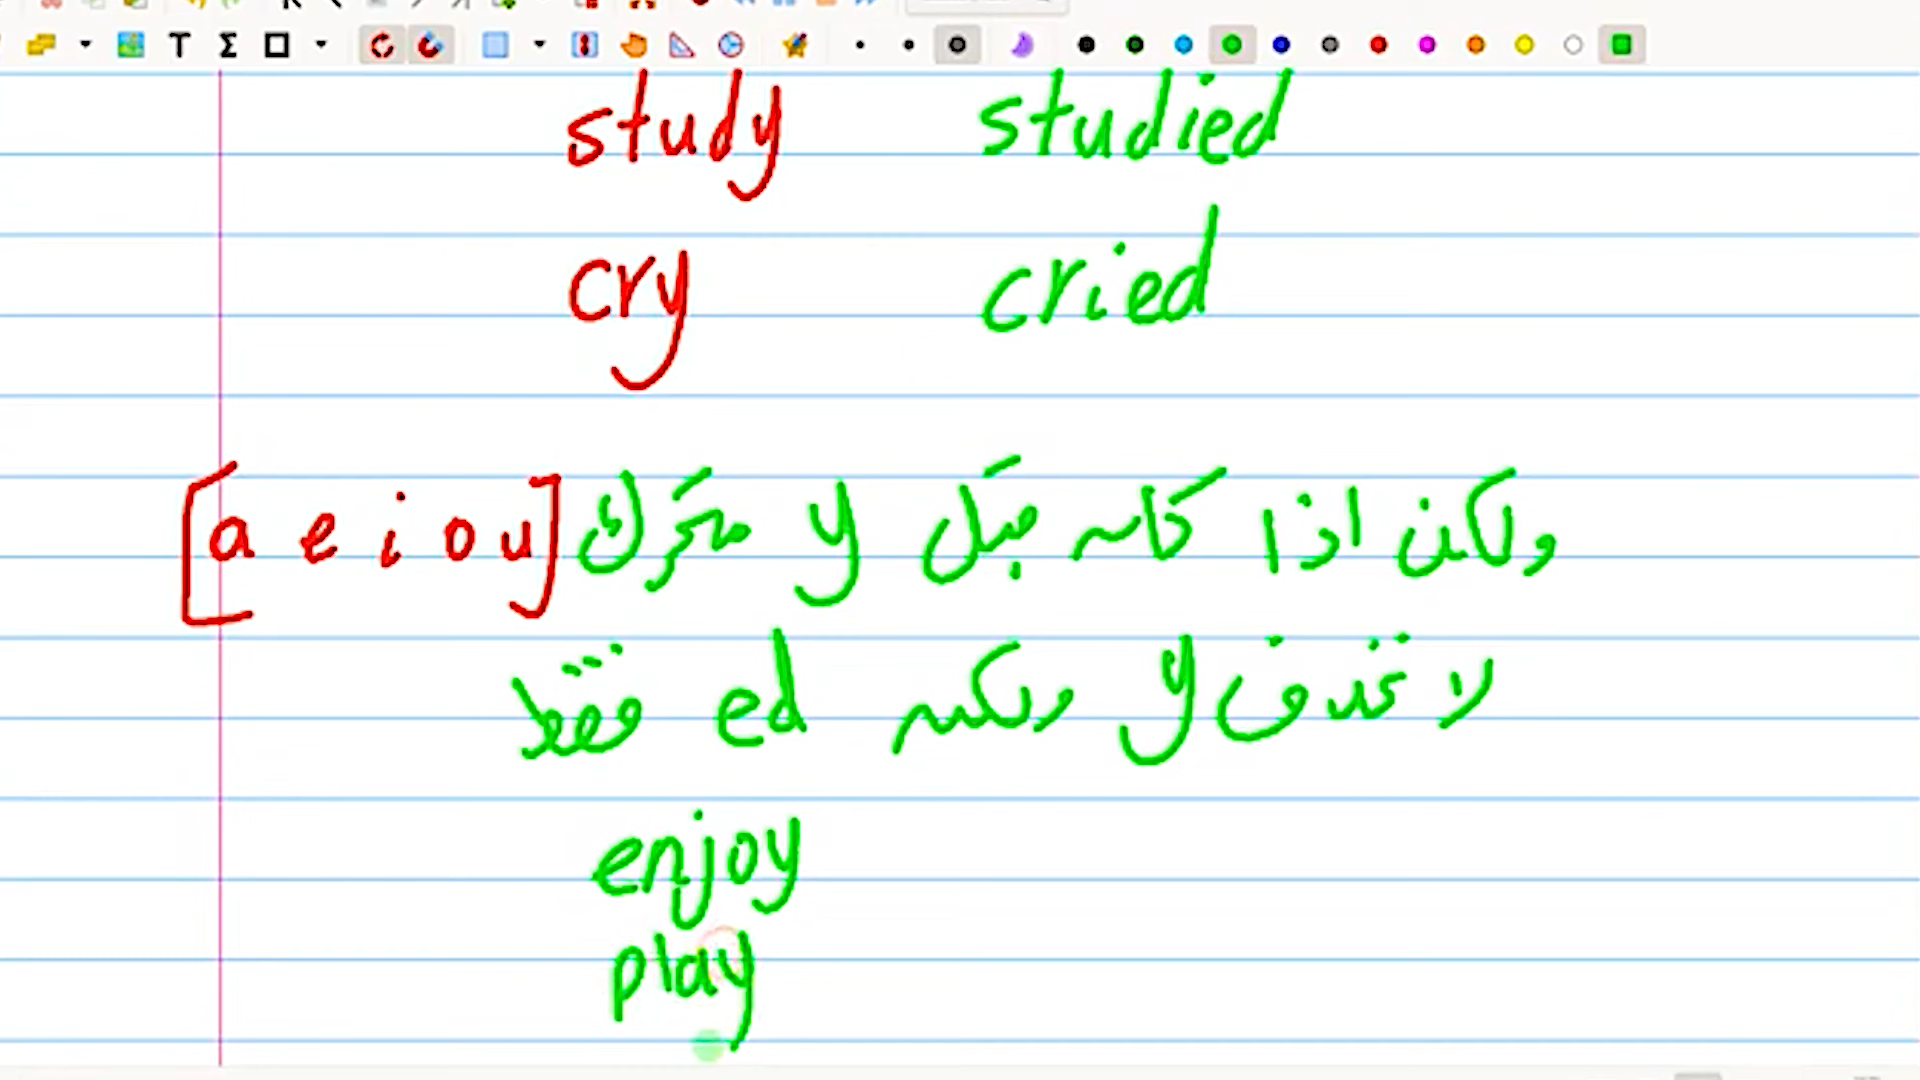 study studied
cry cried
ولكن اذا كان قبل y متحرك [a e i o u]
لا تحذف y ولكن ed فقط
enjoy
play